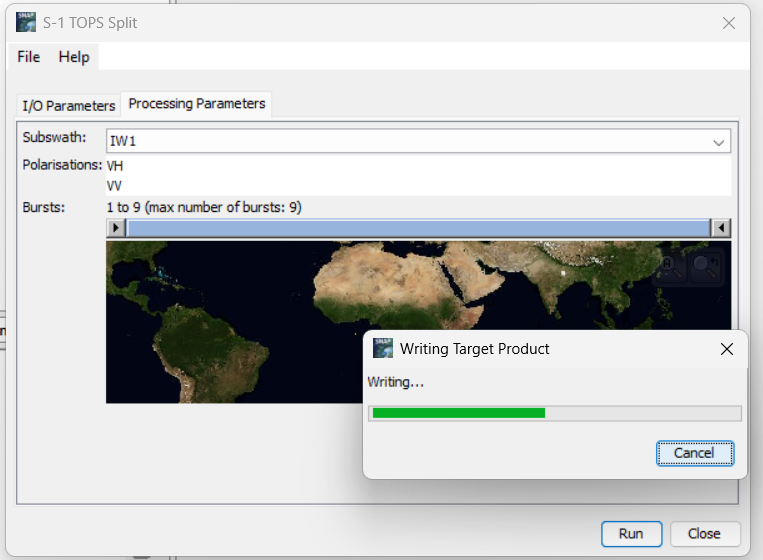 S-1 TOPS Split
File Help
I/O Parameters Processing Parameters
Subswath: IW1
Polarisations: VH
VV
Bursts: 1 to 9 (max number of bursts: 9)
SNAP Writing Target Product
Writing...
Cancel
Run Close